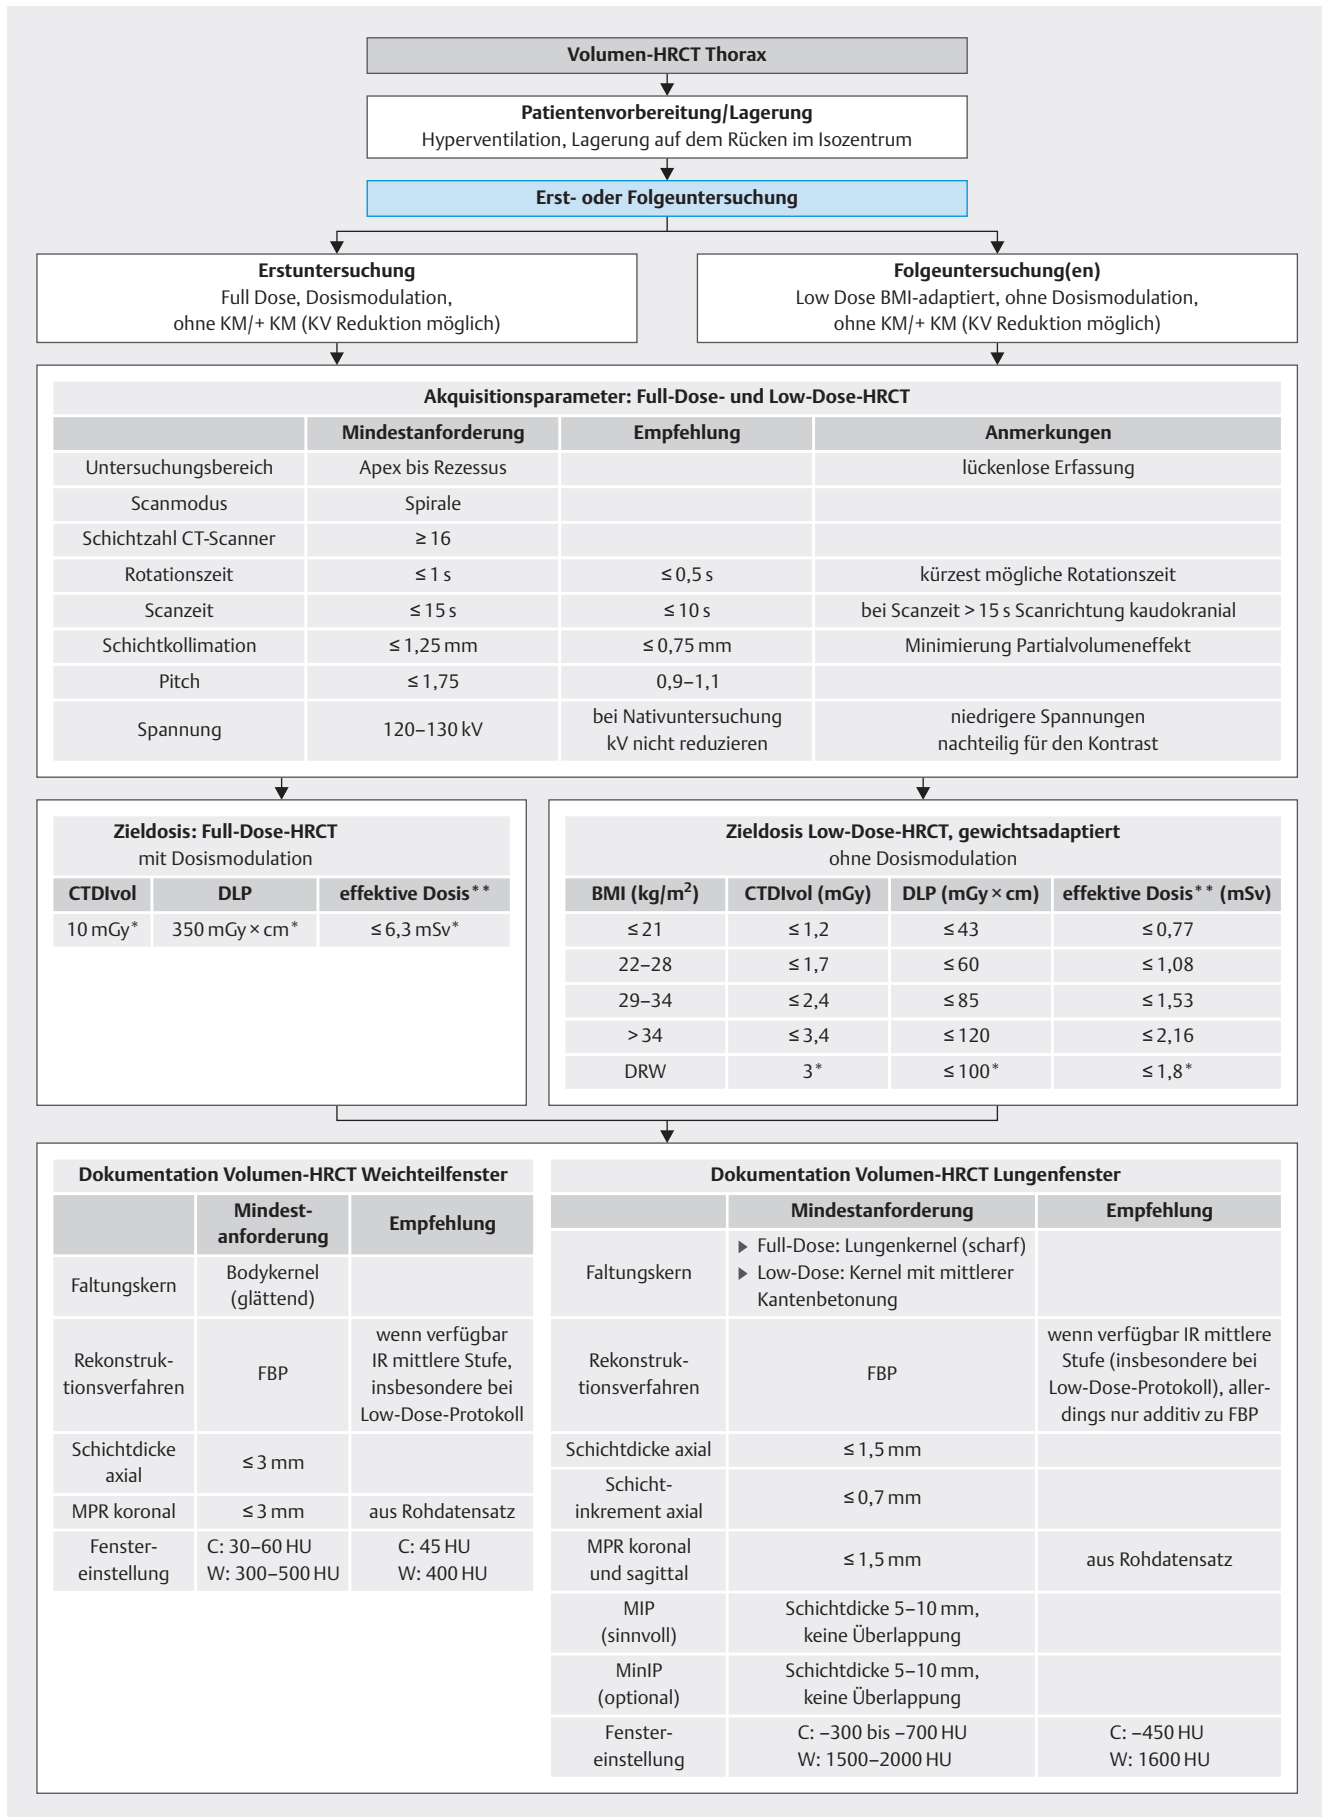 Volumen-HRCT Thorax
Patientenvorbereitung/Lagerung
Hyperventilation, Lagerung auf dem Rücken im Isozentrum
Erst- oder Folgeuntersuchung
Erstuntersuchung
Full Dose, Dosismodulation,
ohne KM/+ KM (KV Reduktion möglich)
Folgeuntersuchung(en)
Low Dose BMI-adaptiert, ohne Dosismodulation,
ohne KM/+ KM (KV Reduktion möglich)
Akquisitionsparameter: Full-Dose- und Low-Dose-HRCT
Mindestanforderung Empfehlung Anmerkungen
Untersuchungsbereich Apex bis Rezessus lückenlose Erfassung
Scanmodus Spirale
Schichtzahl CT-Scanner ≥ 16
Rotationszeit ≤ 1 s ≤ 0,5 s kürzest mögliche Rotationszeit
Scanzeit ≤ 15 s ≤ 10 s bei Scanzeit > 15 s Scanrichtung kaudokranial
Schichtkollimation ≤ 1,25 mm ≤ 0,75 mm Minimierung Partialvolumeneffekt
Pitch ≤ 1,75 0,9–1,1
Spannung 120–130 kV bei Nativuntersuchung
kV nicht reduzieren
niedrigere Spannungen
nachteilig für den Kontrast
Zieldosis: Full-Dose-HRCT
mit Dosismodulation
CTDIvol DLP effektive Dosis**
10 mGy* 350 mGy × cm* ≤ 6,3 mSv*
Zieldosis Low-Dose-HRCT, gewichtsadaptiert
ohne Dosismodulation
BMI (kg/m²) CTDIvol (mGy) DLP (mGy × cm) effektive Dosis** (mSv)
≤ 21 ≤ 1,2 ≤ 43 ≤ 0,77
22–28 ≤ 1,7 ≤ 60 ≤ 1,08
29–34 ≤ 2,4 ≤ 85 ≤ 1,53
> 34 ≤ 3,4 ≤ 120 ≤ 2,16
DRW 3* ≤ 100* ≤ 1,8*
Dokumentation Volumen-HRCT Weichteilfenster
Mindest-
anforderung
Empfehlung
Faltungskern
Bodykernel
(glättend)
Rekonstruk-
tionsverfahren
FBP
wenn verfügbar
IR mittlere Stufe,
insbesondere bei
Low-Dose-Protokoll
Schichtdicke
axial
≤ 3 mm
MPR koronal ≤ 3 mm aus Rohdatensatz
Fenster-
einstellung
C: 30–60 HU
W: 300–500 HU
C: 45 HU
W: 400 HU
Dokumentation Volumen-HRCT Lungenfenster
Mindestanforderung Empfehlung
Faltungskern
▶ Full-Dose: Lungenkernel (scharf)
▶ Low-Dose: Kernel mit mittlerer
Kantenbetonung
Rekonstruk-
tionsverfahren
FBP
wenn verfügbar IR mittlere
Stufe (insbesondere bei
Low-Dose-Protokoll), aller-
dings nur additiv zu FBP
Schichtdicke axial ≤ 1,5 mm
Schicht-
inkrement axial
≤ 0,7 mm
MPR koronal
und sagittal
≤ 1,5 mm aus Rohdatensatz
MIP
(sinnvoll)
Schichtdicke 5–10 mm,
keine Überlappung
MinIP
(optional)
Schichtdicke 5–10 mm,
keine Überlappung
Fenster-
einstellung
C: –300 bis –700 HU
W: 1500–2000 HU
C: –450 HU
W: 1600 HU